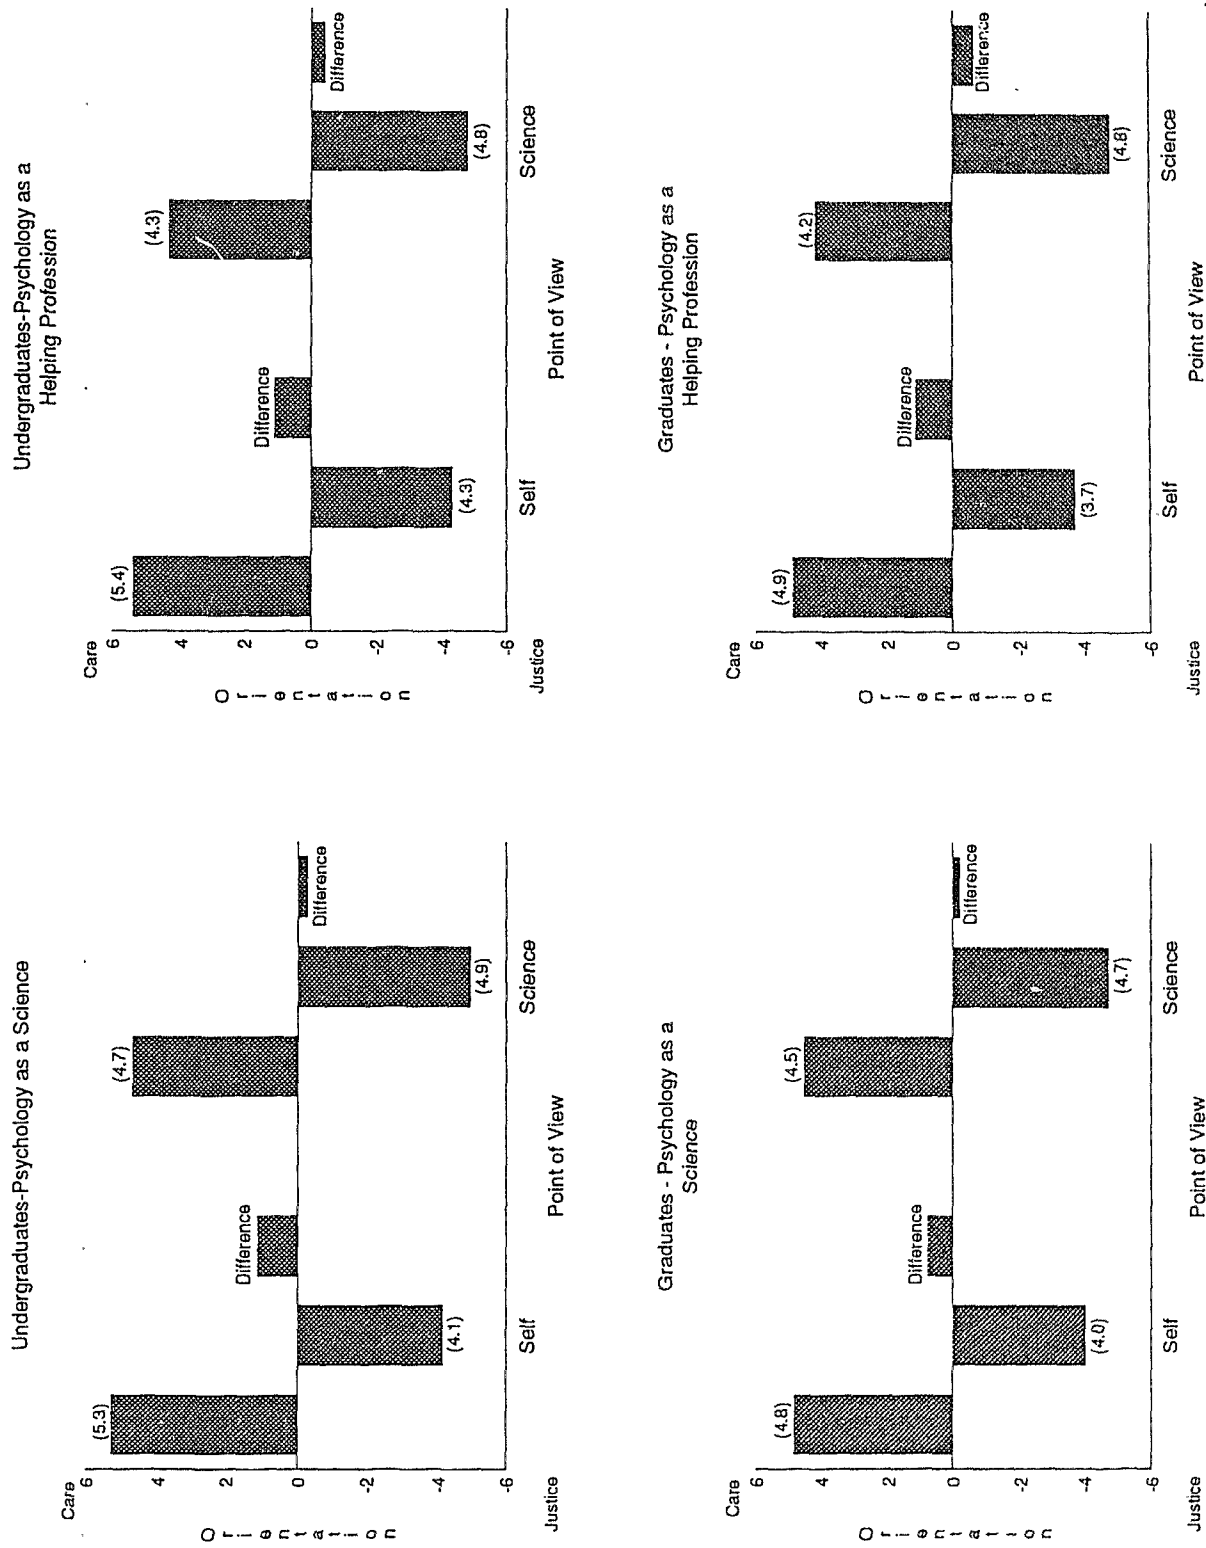 Undergraduates-Psychology as a Science
Care
6
4
2
0
-2
-4
-6
Justice
Orientation
(5.3)
(4.1)
Difference
(4.7)
(4.9)
Difference
Self
Science
Point of View
Undergraduates-Psychology as a
Helping Profession
Care
6
4
2
0
-2
-4
-6
Justice
Orientation
(5.4)
(4.3)
Difference
(4.3)
(4.8)
Difference
Self
Science
Point of View
Graduates - Psychology as a
Science
Care
6
4
2
0
-2
-4
-6
Justice
Orientation
(4.8)
(4.0)
Difference
(4.5)
(4.7)
Difference
Self
Science
Point of View
Graduates - Psychology as a
Helping Profession
Care
6
4
2
0
-2
-4
-6
Justice
Orientation
(4.9)
(3.7)
Difference
(4.2)
(4.8)
Difference
Self
Science
Point of View